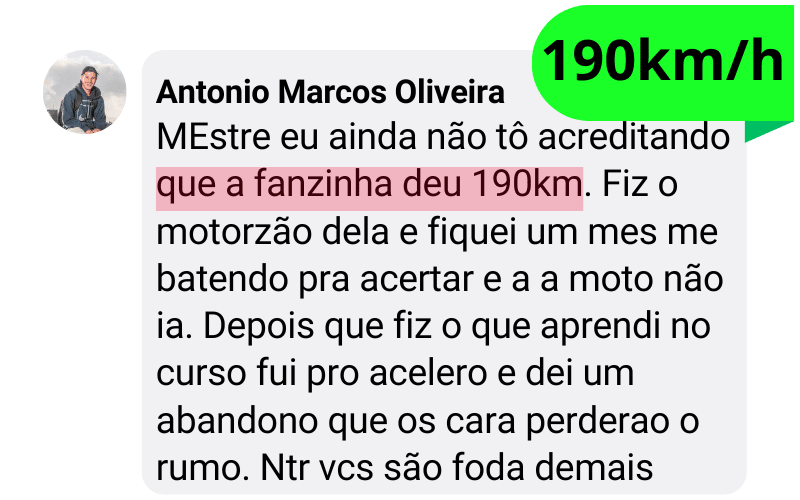 190km/h
Antonio Marcos Oliveira
MEstre eu ainda não tô acreditando
que a fanzinha deu 190km. Fiz o
motorzão dela e fiquei um mes me
batendo pra acertar e a a moto não
ia. Depois que fiz o que aprendi no
curso fui pro acelero e dei um
abandono que os cara perderao o
rumo. Ntr vcs são foda demais